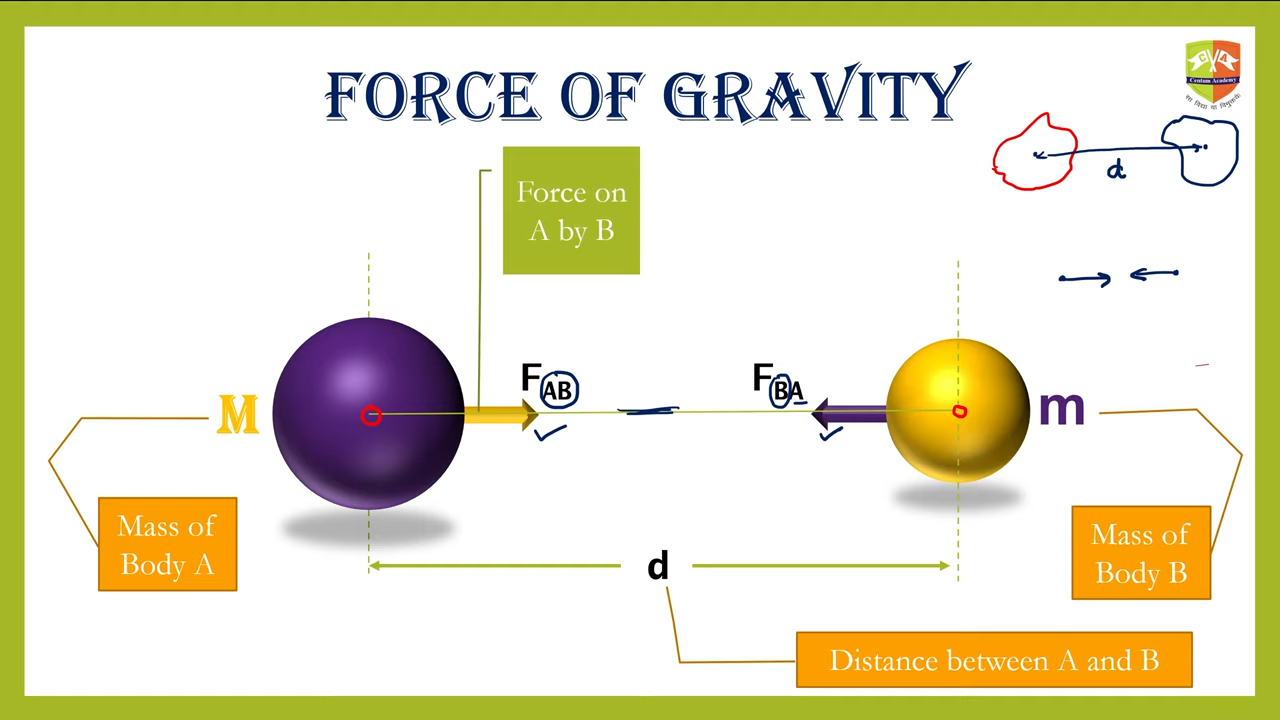 FORCE OF GRAVITY
Centum Academy
सा विद्या या विमुक्तये
d
Force on
A by B
F AB
F BA
M
m
Mass of
Body A
Mass of
Body B
d
Distance between A and B